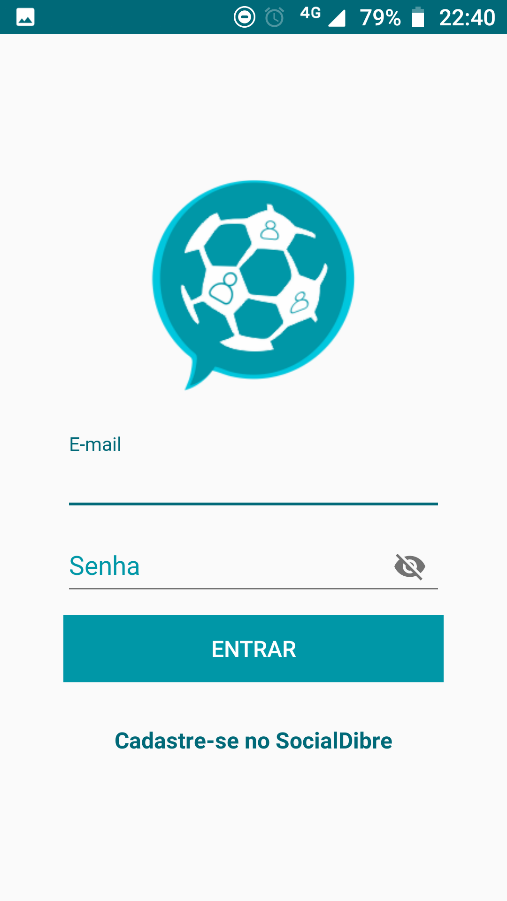 4G 79% 22:40
E-mail
Senha
ENTRAR
Cadastre-se no SocialDibre